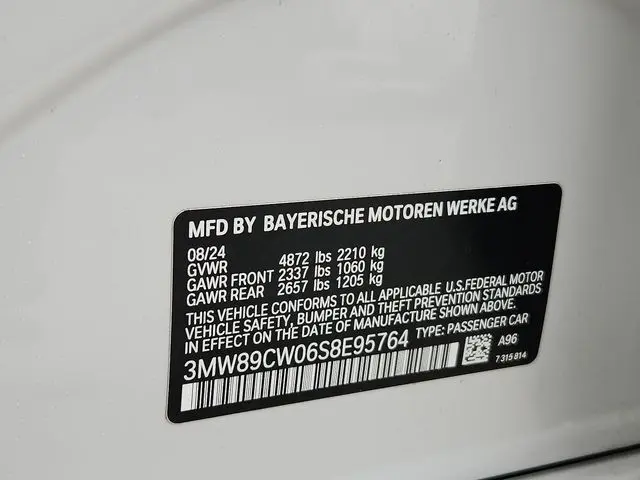 MFD BY BAYERISCHE MOTOREN WERKE AG
08/24
GVWR 4872 lbs 2210 kg
GAWR FRONT 2337 lbs 1060 kg
GAWR REAR 2657 lbs 1205 kg
THIS VEHICLE CONFORMS TO ALL APPLICABLE U.S.FEDERAL MOTOR
VEHICLE SAFETY, BUMPER AND THEFT PREVENTION STANDARDS
IN EFFECT ON THE DATE OF MANUFACTURE SHOWN ABOVE.
3MW89CW06S8E95764 TYPE: PASSENGER CAR
A96
7 315 814